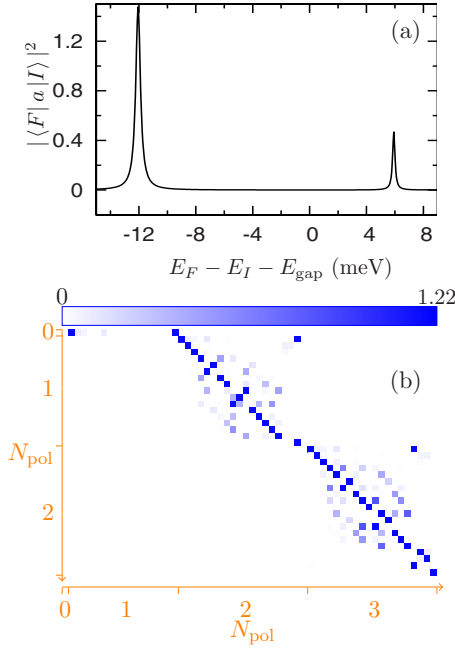 (a)
|⟨F| a |I⟩|²
1.2
0.8
0.4
0
-12 -8 -4 0 4 8
E_F − E_I − E_gap (meV)
0 1.22
(b)
0
1
N_pol
2
0 1 2 3
N_pol